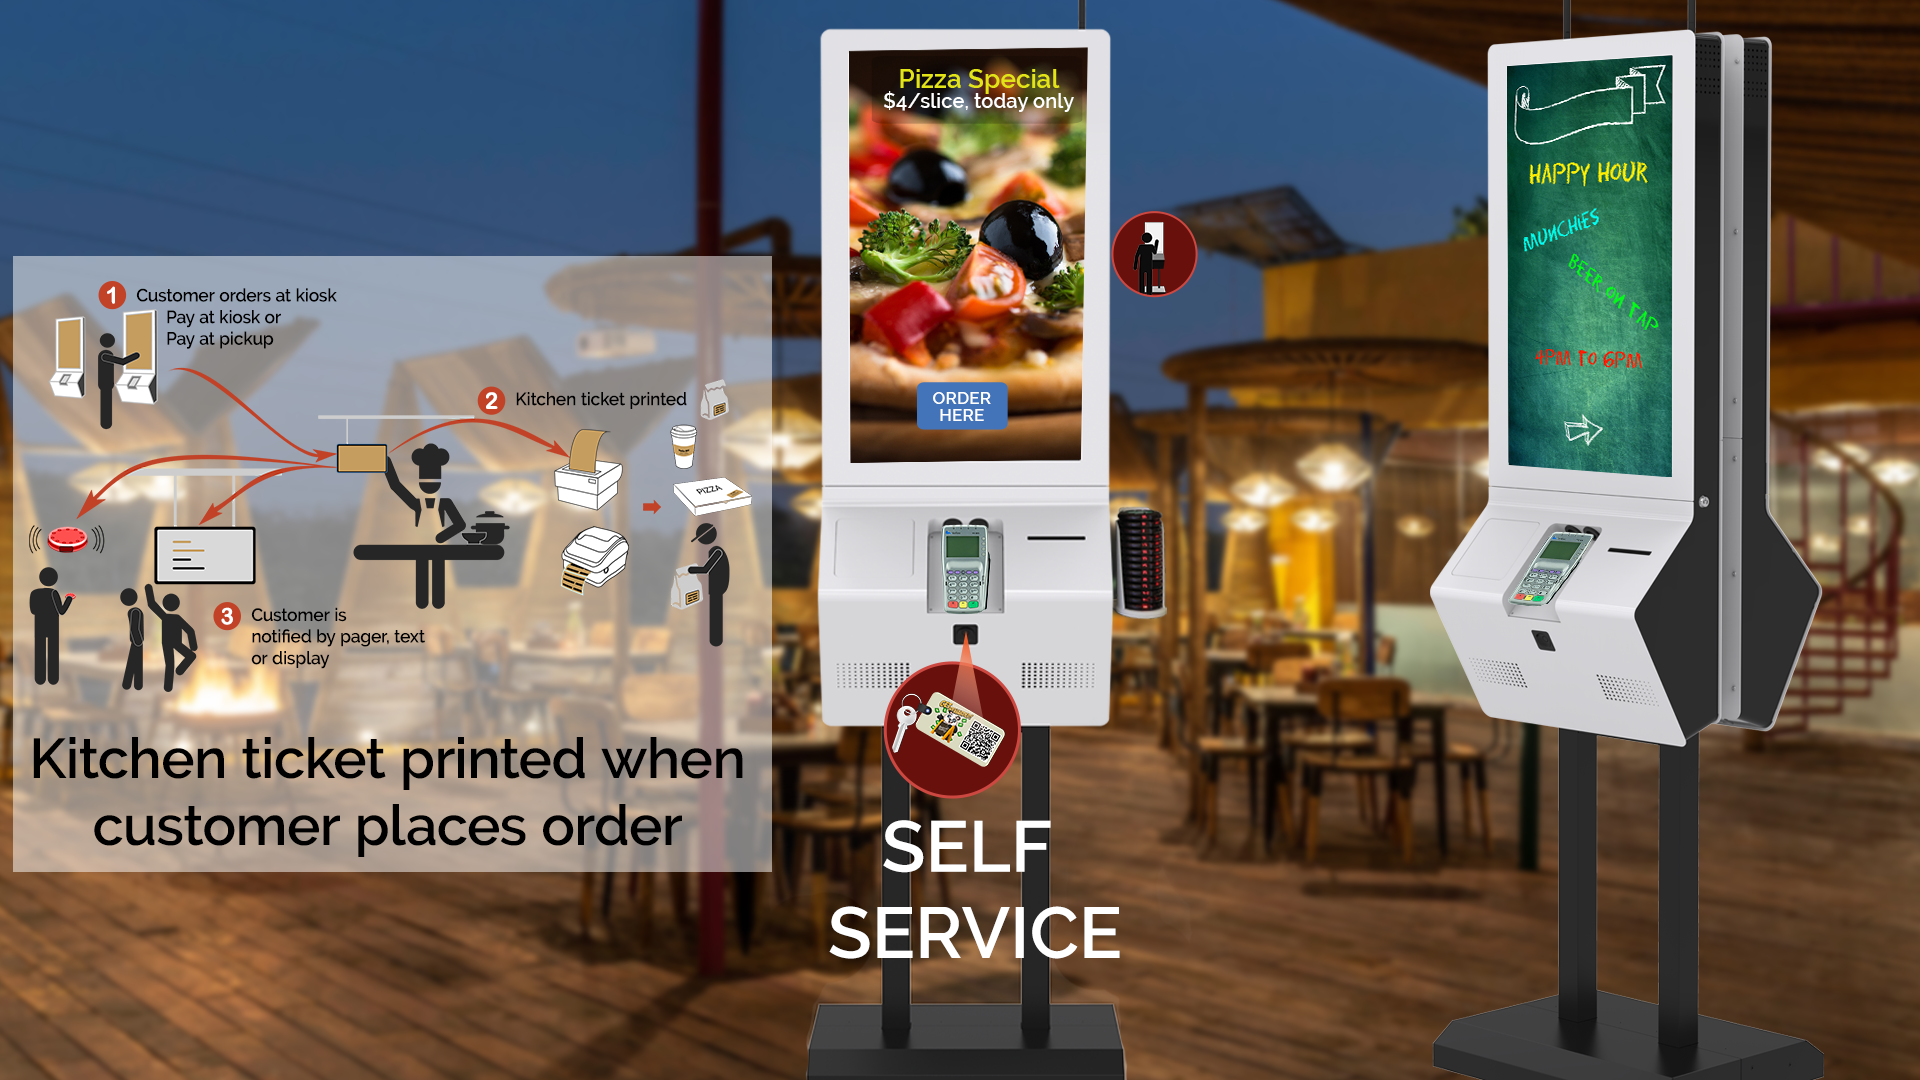 1 Customer orders at kiosk
Pay at kiosk or
Pay at pickup
2 Kitchen ticket printed
PIZZA
3 Customer is
notified by pager, text
or display
Kitchen ticket printed when
customer places order
Pizza Special
$4/slice, today only
ORDER
HERE
SELF
SERVICE
HAPPY HOUR
MUNCHIES
BEER ON TAP
4PM TO 6PM